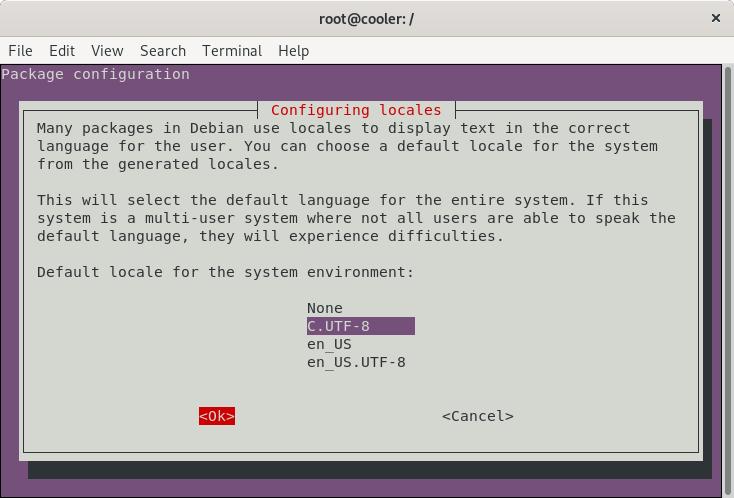 root@cooler: /
×
File Edit View Search Terminal Help
Package configuration
Configuring locales
Many packages in Debian use locales to display text in the correct
language for the user. You can choose a default locale for the system
from the generated locales.
This will select the default language for the entire system. If this
system is a multi-user system where not all users are able to speak the
default language, they will experience difficulties.
Default locale for the system environment:
None
C.UTF-8
en_US
en_US.UTF-8
<Ok> <Cancel>